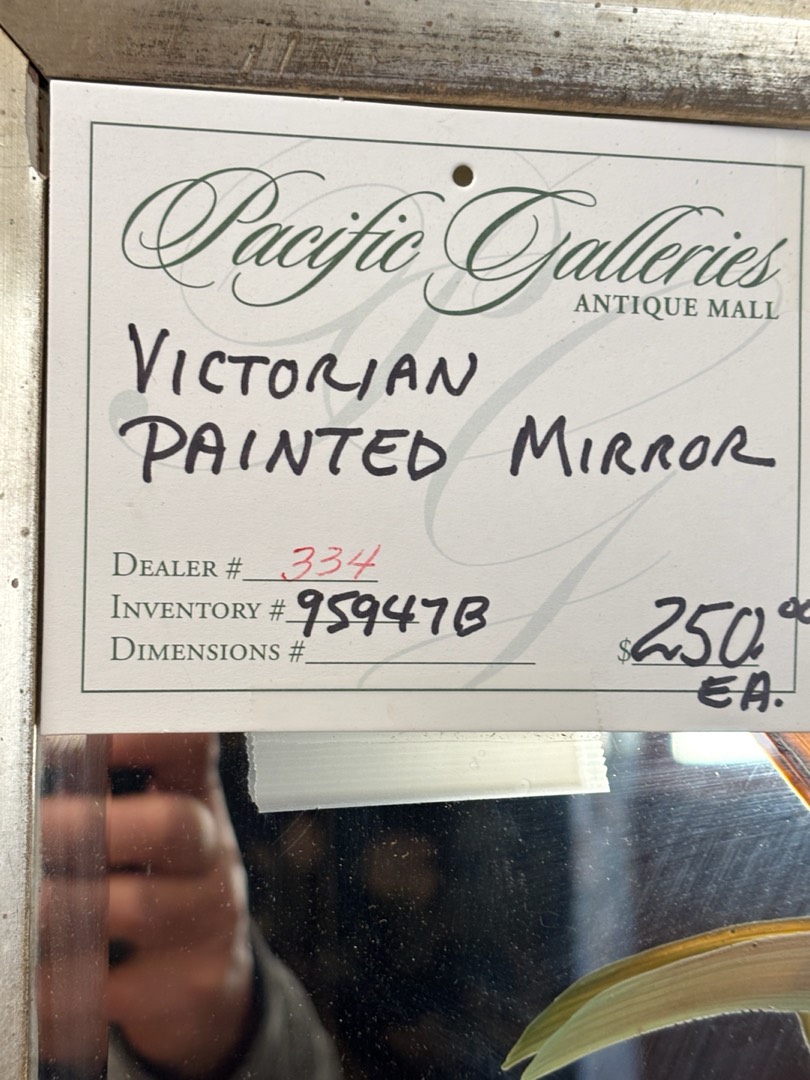 Pacific Galleries
ANTIQUE MALL
VICTORIAN
PAINTED MIRROR
DEALER # 334
INVENTORY # 95947B
DIMENSIONS # $250.00
EA.